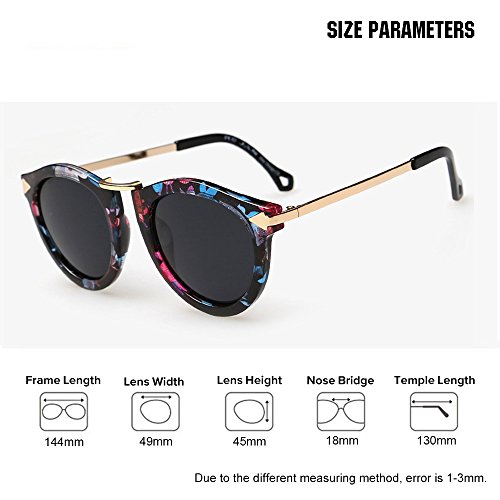 SIZE PARAMETERS
Frame Length Lens Width Lens Height Nose Bridge Temple Length
144mm 49mm 45mm 18mm 130mm
Due to the different measuring method, error is 1-3mm.